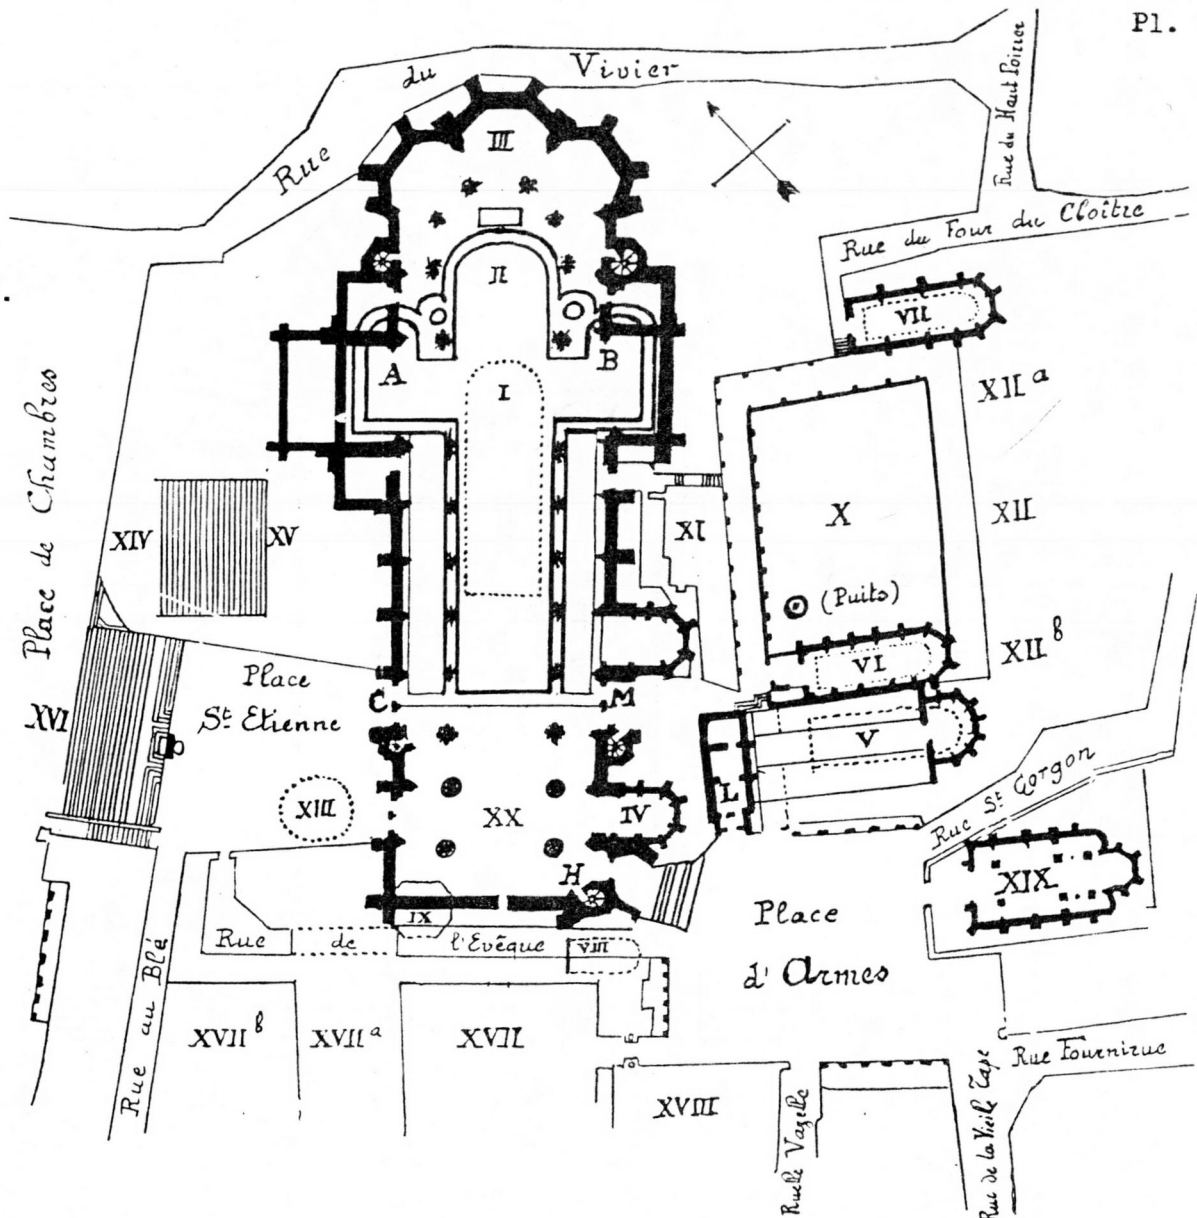 Pl.
du Vivier
Rue
Rue du Haut Poirier
III
Rue du Four du Cloître
II
VII
A
B
I
XII a
Place de Chambres
XIV
XV
XI
X
XII
(Puits)
VI
XII b
Place
St Etienne
C
M
XVI
V
XIII
XX
IV
L
Rue St Gorgon
H
XIX
IX
Place
d'Armes
Rue de l'Evêque
VIII
Rue au Blé
XVII b
XVII a
XVII
XVIII
Rue Fournirue
Ruelle Vazelle
Rue de la Vieile Tape